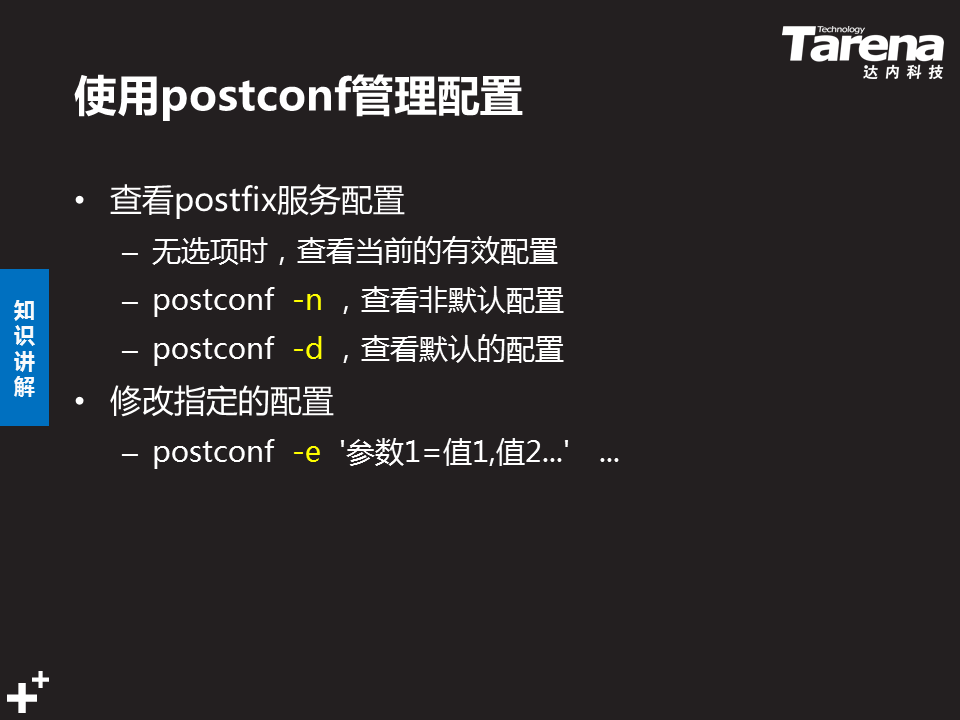 Technology
Tarena
达内科技
使用postconf管理配置
• 查看postfix服务配置
– 无选项时，查看当前的有效配置
– postconf -n ，查看非默认配置
– postconf -d ，查看默认的配置
• 修改指定的配置
– postconf -e '参数1=值1,值2...' ...
知识讲解